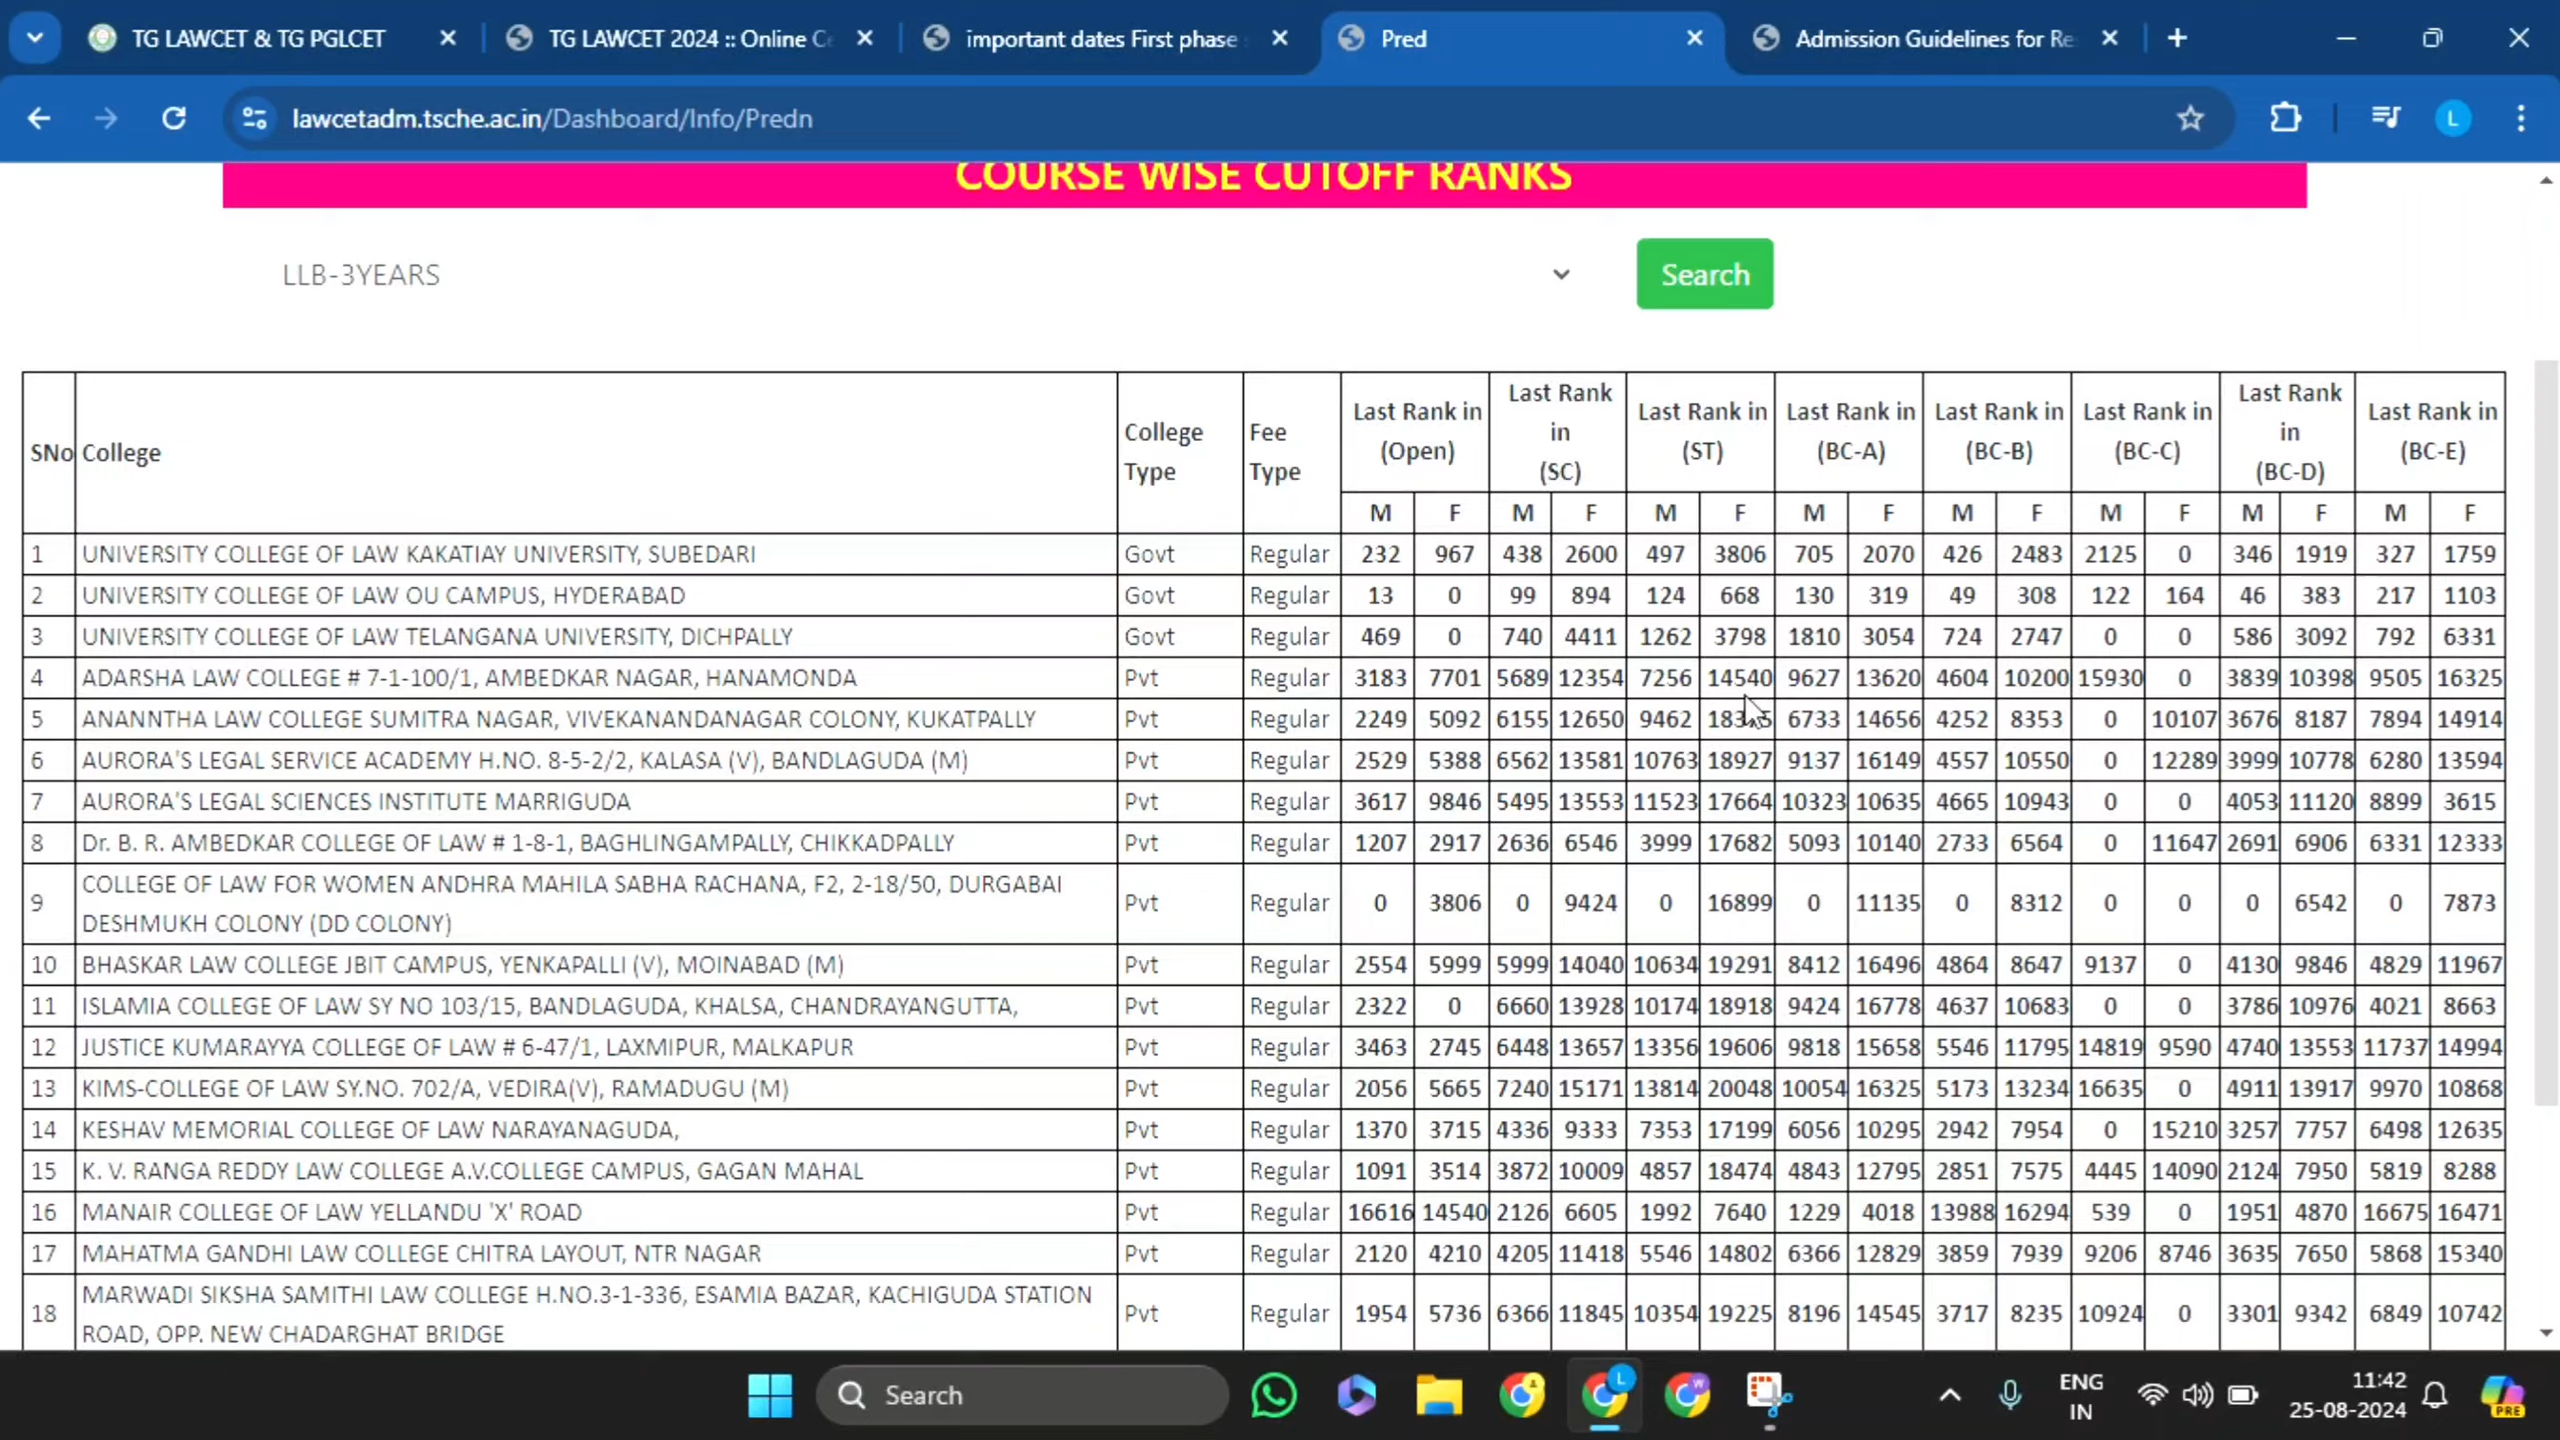 TG LAWCET & TG PGLCET
TG LAWCET 2024 :: Online Ce
important dates First phase
Pred
Admission Guidelines for Re
lawcetadm.tsche.ac.in/Dashboard/Info/Predn
L
COURSE WISE CUTOFF RANKS
LLB-3YEARS
Search
SNo College College Type Fee Type Last Rank in (Open) Last Rank in (SC) Last Rank in (ST) Last Rank in (BC-A) Last Rank in (BC-B) Last Rank in (BC-C) Last Rank in (BC-D) Last Rank in (BC-E)
M F M F M F M F M F M F M F M F
1 UNIVERSITY COLLEGE OF LAW KAKATIAY UNIVERSITY, SUBEDARI Govt Regular 232 967 438 2600 497 3806 705 2070 426 2483 2125 0 346 1919 327 1759
2 UNIVERSITY COLLEGE OF LAW OU CAMPUS, HYDERABAD Govt Regular 13 0 99 894 124 668 130 319 49 308 122 164 46 383 217 1103
3 UNIVERSITY COLLEGE OF LAW TELANGANA UNIVERSITY, DICHPALLY Govt Regular 469 0 740 4411 1262 3798 1810 3054 724 2747 0 0 586 3092 792 6331
4 ADARSHA LAW COLLEGE # 7-1-100/1, AMBEDKAR NAGAR, HANAMONDA Pvt Regular 3183 7701 5689 12354 7256 14540 9627 13620 4604 10200 15930 0 3839 10398 9505 16325
5 ANANNTHA LAW COLLEGE SUMITRA NAGAR, VIVEKANANDANAGAR COLONY, KUKATPALLY Pvt Regular 2249 5092 6155 12650 9462 6733 14656 4252 8353 0 10107 3676 8187 7894 14914
6 AURORA'S LEGAL SERVICE ACADEMY H.NO. 8-5-2/2, KALASA (V), BANDLAGUDA (M) Pvt Regular 2529 5388 6562 13581 10763 18927 9137 16149 4557 10550 0 12289 3999 10778 6280 13594
7 AURORA'S LEGAL SCIENCES INSTITUTE MARRIGUDA Pvt Regular 3617 9846 5495 13553 11523 17664 10323 10635 4665 10943 0 0 4053 11120 8899 3615
8 Dr. B. R. AMBEDKAR COLLEGE OF LAW # 1-8-1, BAGHLINGAMPALLY, CHIKKADPALLY Pvt Regular 1207 2917 2636 6546 3999 17682 5093 10140 2733 6564 0 11647 2691 6906 6331 12333
9 COLLEGE OF LAW FOR WOMEN ANDHRA MAHILA SABHA RACHANA, F2, 2-18/50, DURGABAI
DESHMUKH COLONY (DD COLONY) Pvt Regular 0 3806 0 9424 0 16899 0 11135 0 8312 0 0 0 6542 0 7873
10 BHASKAR LAW COLLEGE JBIT CAMPUS, YENKAPALLI (V), MOINABAD (M) Pvt Regular 2554 5999 5999 14040 10634 19291 8412 16496 4864 8647 9137 0 4130 9846 4829 11967
11 ISLAMIA COLLEGE OF LAW SY NO 103/15, BANDLAGUDA, KHALSA, CHANDRAYANGUTTA, Pvt Regular 2322 0 6660 13928 10174 18918 9424 16778 4637 10683 0 0 3786 10976 4021 8663
12 JUSTICE KUMARAYYA COLLEGE OF LAW # 6-47/1, LAXMIPUR, MALKAPUR Pvt Regular 3463 2745 6448 13657 13356 19606 9818 15658 5546 11795 14819 9590 4740 13553 11737 14994
13 KIMS-COLLEGE OF LAW SY.NO. 702/A, VEDIRA(V), RAMADUGU (M) Pvt Regular 2056 5665 7240 15171 13814 20048 10054 16325 5173 13234 16635 0 4911 13917 9970 10868
14 KESHAV MEMORIAL COLLEGE OF LAW NARAYANAGUDA, Pvt Regular 1370 3715 4336 9333 7353 17199 6056 10295 2942 7954 0 15210 3257 7757 6498 12635
15 K. V. RANGA REDDY LAW COLLEGE A.V.COLLEGE CAMPUS, GAGAN MAHAL Pvt Regular 1091 3514 3872 10009 4857 18474 4843 12795 2851 7575 4445 14090 2124 7950 5819 8288
16 MANAIR COLLEGE OF LAW YELLANDU 'X' ROAD Pvt Regular 16616 14540 2126 6605 1992 7640 1229 4018 13988 16294 539 0 1951 4870 16675 16471
17 MAHATMA GANDHI LAW COLLEGE CHITRA LAYOUT, NTR NAGAR Pvt Regular 2120 4210 4205 11418 5546 14802 6366 12829 3859 7939 9206 8746 3635 7650 5868 15340
18 MARWADI SIKSHA SAMITHI LAW COLLEGE H.NO.3-1-336, ESAMIA BAZAR, KACHIGUDA STATION
ROAD, OPP. NEW CHADARGHAT BRIDGE Pvt Regular 1954 5736 6366 11845 10354 19225 8196 14545 3717 8235 10924 0 3301 9342 6849 10742
Search
L
W
ENG
IN
11:42
25-08-2024
PRE